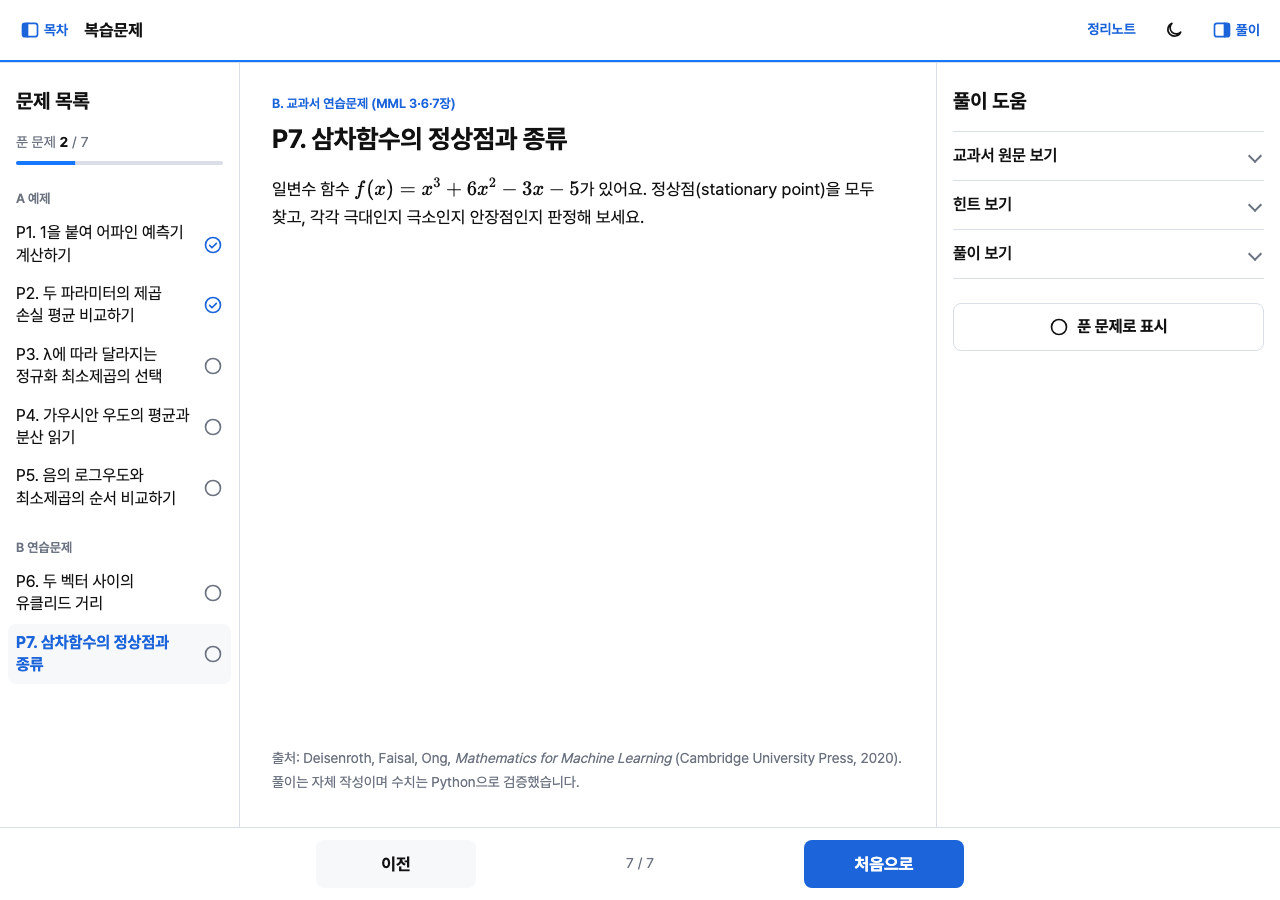 목차 복습문제 정리노트 풀이
문제 목록
푼 문제 2 / 7
A 예제
P1. 1을 붙여 어파인 예측기
계산하기
P2. 두 파라미터의 제곱
손실 평균 비교하기
P3. λ에 따라 달라지는
정규화 최소제곱의 선택
P4. 가우시안 우도의 평균과
분산 읽기
P5. 음의 로그우도와
최소제곱의 순서 비교하기
B 연습문제
P6. 두 벡터 사이의
유클리드 거리
P7. 삼차함수의 정상점과
종류
B. 교과서 연습문제 (MML 3·6·7장)
P7. 삼차함수의 정상점과 종류
일변수 함수 f(x) = x³ + 6x² − 3x − 5가 있어요. 정상점(stationary point)을 모두
찾고, 각각 극대인지 극소인지 안장점인지 판정해 보세요.
출처: Deisenroth, Faisal, Ong, Mathematics for Machine Learning (Cambridge University Press, 2020).
풀이는 자체 작성이며 수치는 Python으로 검증했습니다.
풀이 도움
교과서 원문 보기
힌트 보기
풀이 보기
푼 문제로 표시
이전 7 / 7 처음으로